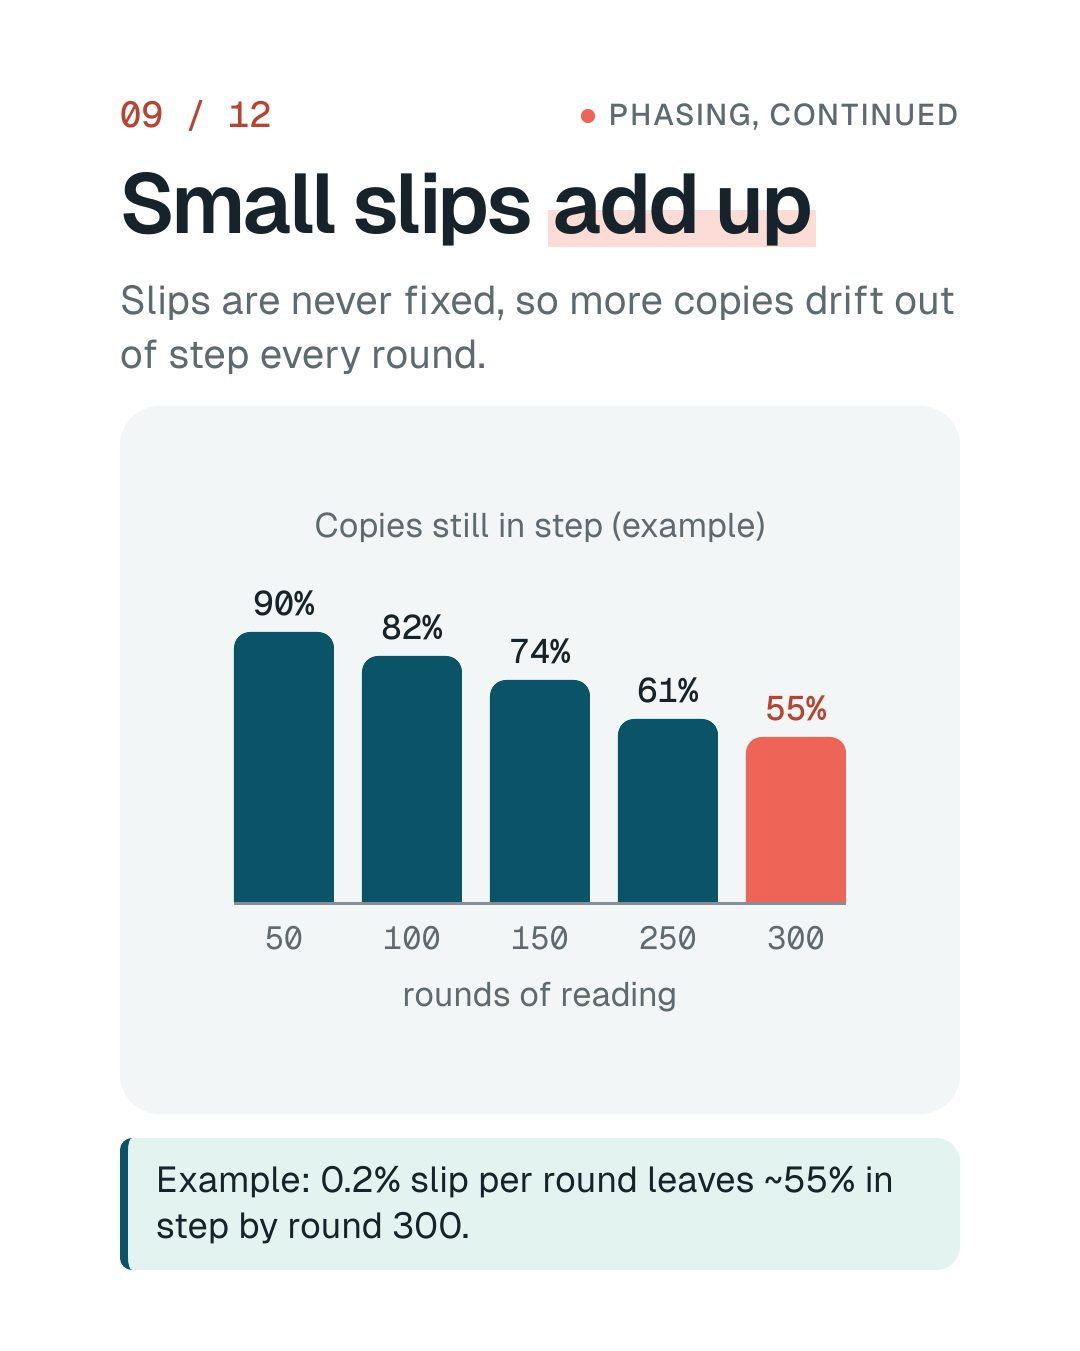 09 / 12
PHASING, CONTINUED
Small slips add up
Slips are never fixed, so more copies drift out
of step every round.
Copies still in step (example)
90%
82%
74%
61%
55%
50
100
150
250
300
rounds of reading
Example: 0.2% slip per round leaves ~55% in
step by round 300.